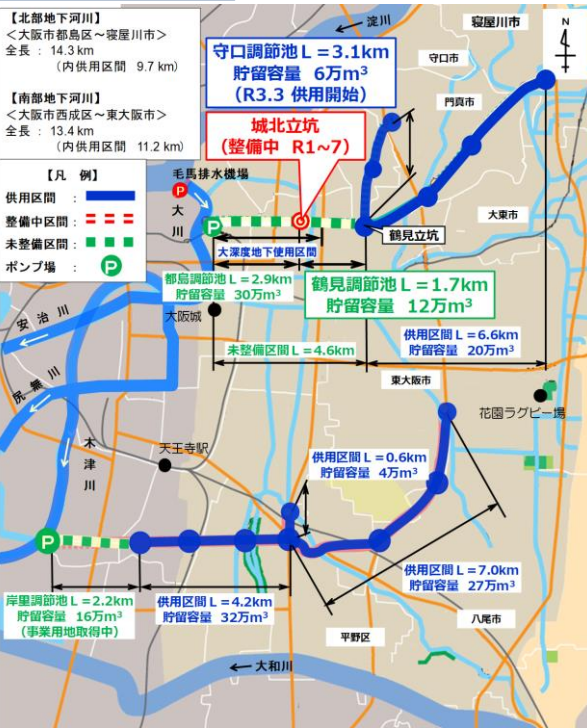 【北部地下河川】
<大阪市都島区～寝屋川市>
全長 : 14.3 km
(内供用区間 9.7 km)
【南部地下河川】
<大阪市西成区～東大阪市>
全長 : 13.4 km
(内供用区間 11.2 km)
【凡 例】
供用区間 :
整備中区間 :
未整備区間 :
ポンプ場 : P
淀川
寝屋川市
N
守口市
門真市
守口調節池 L = 3.1km
貯留容量 6万m³
(R3.3 供用開始)
城北立坑
(整備中 R1~7)
毛馬排水機場
P
大川
P
大東市
鶴見立坑
大深度地下使用区間
都島調節池 L = 2.9km
貯留容量 30万m³
鶴見調節池 L = 1.7km
貯留容量 12万m³
大阪城
安治川
未整備区間 L = 4.6km
供用区間 L = 6.6km
貯留容量 20万m³
東大阪市
尻無川
花園ラグビー場
木津川
天王寺駅
供用区間 L = 0.6km
貯留容量 4万m³
P
供用区間 L = 7.0km
貯留容量 27万m³
岸里調節池 L = 2.2km
貯留容量 16万m³
(事業用地取得中)
供用区間 L = 4.2km
貯留容量 32万m³
八尾市
平野区
大和川